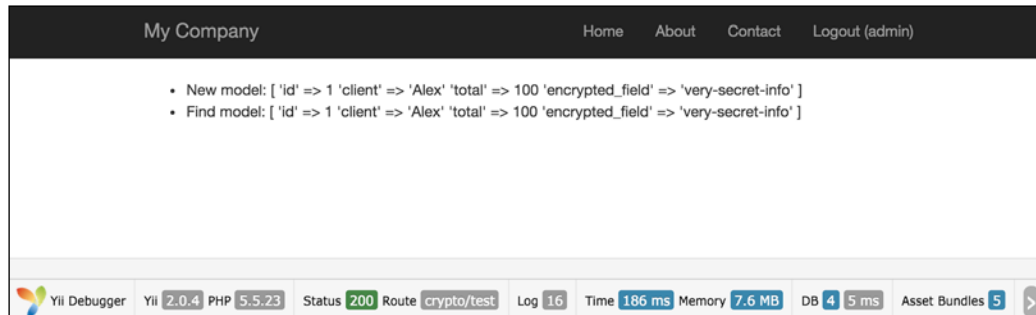 My Company Home About Contact Logout (admin)
• New model: [ 'id' => 1 'client' => 'Alex' 'total' => 100 'encrypted_field' => 'very-secret-info' ]
• Find model: [ 'id' => 1 'client' => 'Alex' 'total' => 100 'encrypted_field' => 'very-secret-info' ]
Yii Debugger Yii 2.0.4 PHP 5.5.23 Status 200 Route crypto/test Log 16 Time 186 ms Memory 7.6 MB DB 4 5 ms Asset Bundles 5